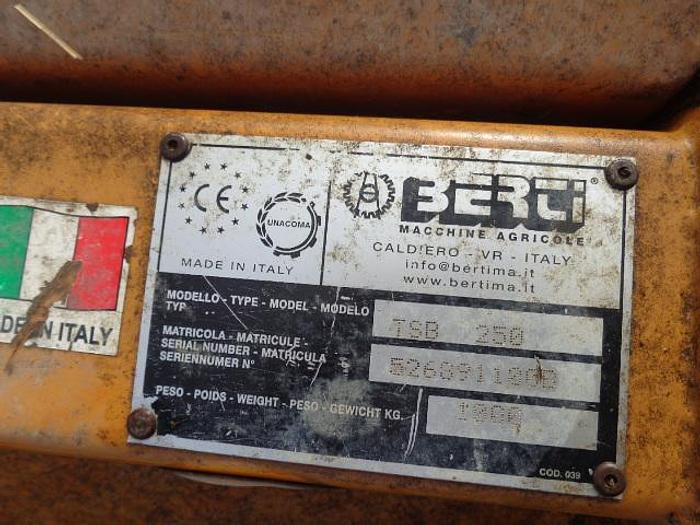 CE
UNACOMA
MADE IN ITALY
BERTI®
MACCHINE AGRICOLE
CALDIERO - VR - ITALY
info@bertima.it
www.bertima.it
DE IN ITALY
MODELLO - TYPE - MODEL - MODELO
TYP
TSB 250
MATRICOLA - MATRICULE -
SERIAL NUMBER - MATRICULA
SERIENNUMER N°
PESO - POIDS - WEIGHT - PESO - GEWICHT KG.
1000
COD. 039